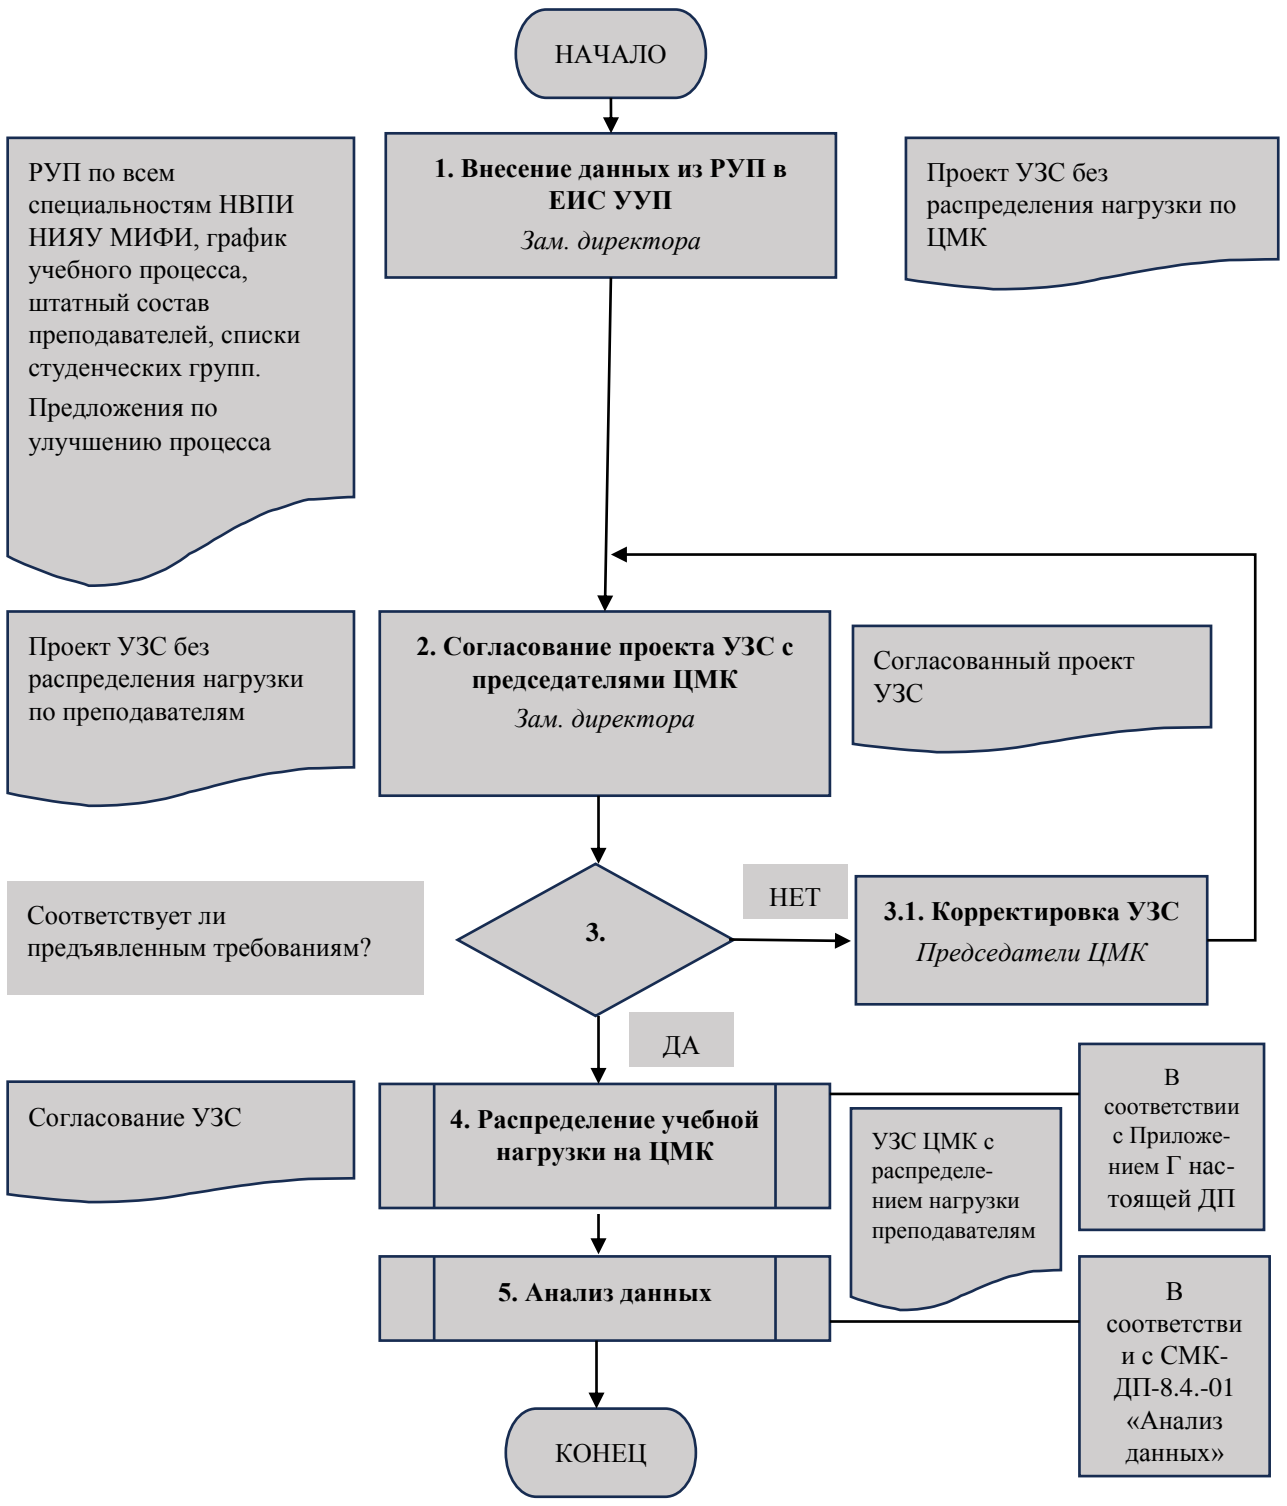 НАЧАЛО
РУП по всем
специальностям НВПИ
НИЯУ МИФИ, график
учебного процесса,
штатный состав
преподавателей, списки
студенческих групп.
Предложения по
улучшению процесса
1. Внесение данных из РУП в
ЕИС УУП
Зам. директора
Проект УЗС без
распределения нагрузки по
ЦМК
Проект УЗС без
распределения нагрузки
по преподавателям
2. Согласование проекта УЗС с
председателями ЦМК
Зам. директора
Согласованный проект
УЗС
Соответствует ли
предъявленным требованиям?
3.
НЕТ
3.1. Корректировка УЗС
Председатели ЦМК
ДА
Согласование УЗС
4. Распределение учебной
нагрузки на ЦМК
УЗС ЦМК с
распределе-
нием нагрузки
преподавателям
В
соответствии
с Приложе-
нием Г нас-
тоящей ДП
5. Анализ данных
В
соответстви
и с СМК-
ДП-8.4.-01
«Анализ
данных»
КОНЕЦ